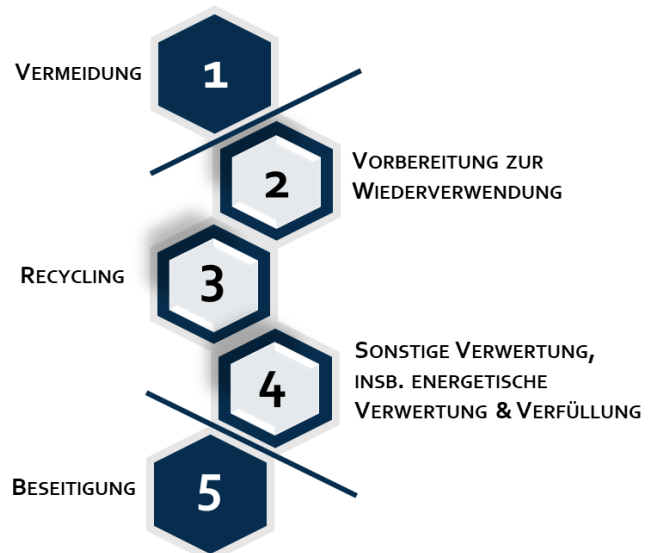 Vermeidung
1
2
Vorbereitung zur
Wiederverwendung
Recycling
3
Sonstige Verwertung,
insb. energetische
Verwertung & Verfüllung
4
Beseitigung
5